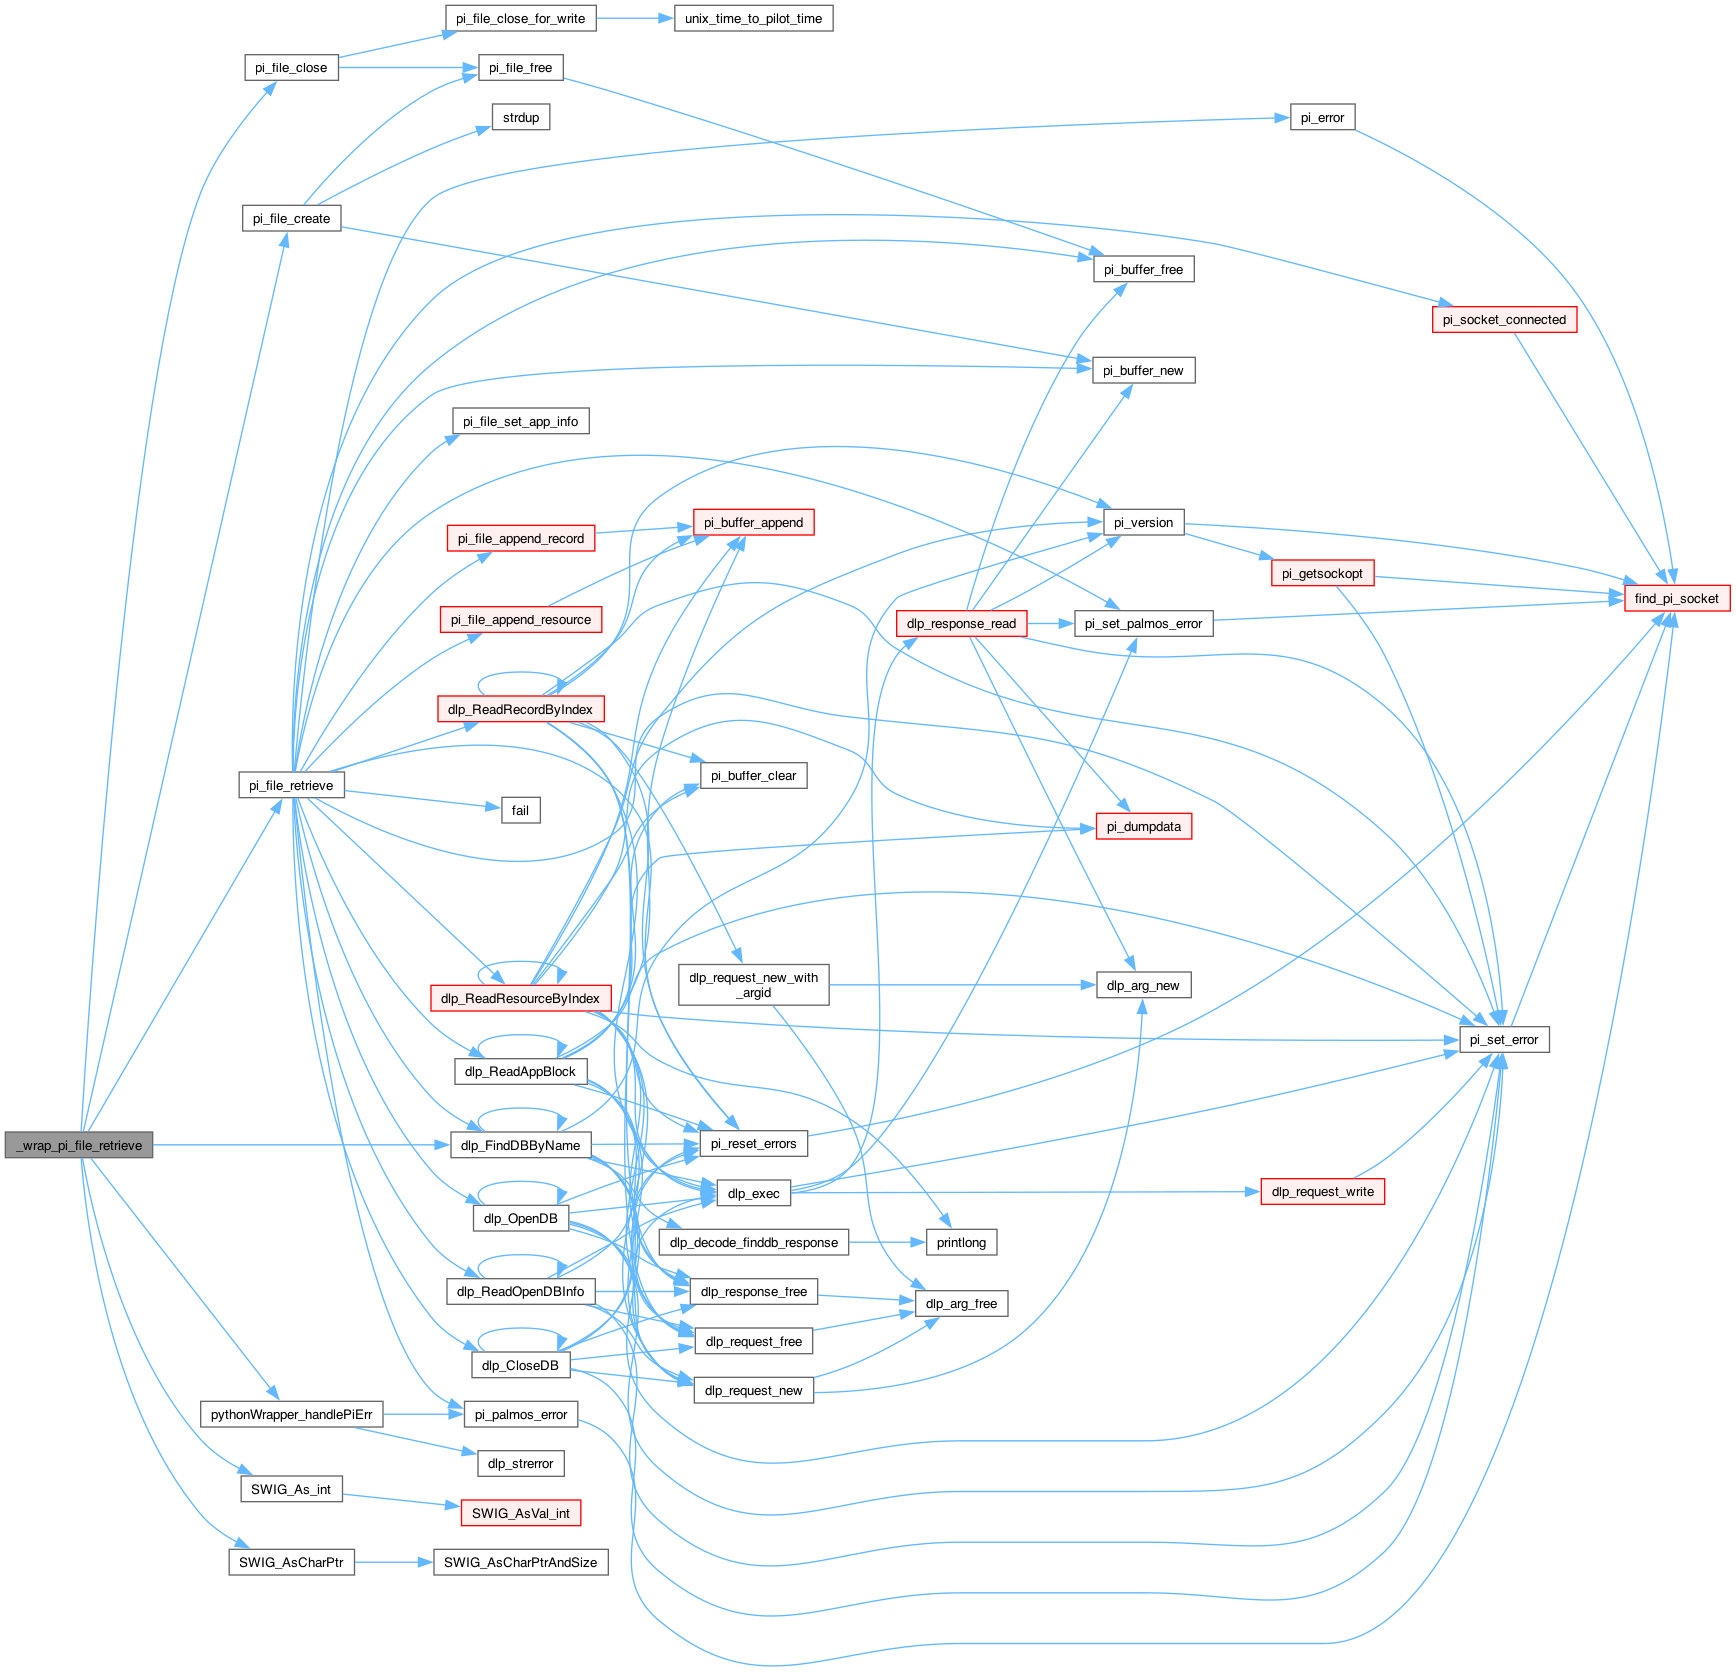 pi_file_close_for_write
unix_time_to_pilot_time
pi_file_close
pi_file_free
strdup
pi_error
pi_file_create
pi_buffer_free
pi_socket_connected
pi_buffer_new
pi_file_set_app_info
pi_buffer_append
pi_version
pi_file_append_record
pi_getsockopt
find_pi_socket
pi_file_append_resource
dlp_response_read
pi_set_palmos_error
dlp_ReadRecordByIndex
pi_buffer_clear
pi_file_retrieve
fail
pi_dumpdata
dlp_request_new_with
_argid
dlp_arg_new
dlp_ReadResourceByIndex
pi_set_error
dlp_ReadAppBlock
_wrap_pi_file_retrieve
dlp_FindDBByName
pi_reset_errors
dlp_exec
dlp_request_write
dlp_OpenDB
dlp_decode_finddb_response
printlong
dlp_ReadOpenDBInfo
dlp_response_free
dlp_arg_free
dlp_request_free
dlp_CloseDB
dlp_request_new
pythonWrapper_handlePiErr
pi_palmos_error
dlp_strerror
SWIG_As_int
SWIG_AsVal_int
SWIG_AsCharPtr
SWIG_AsCharPtrAndSize